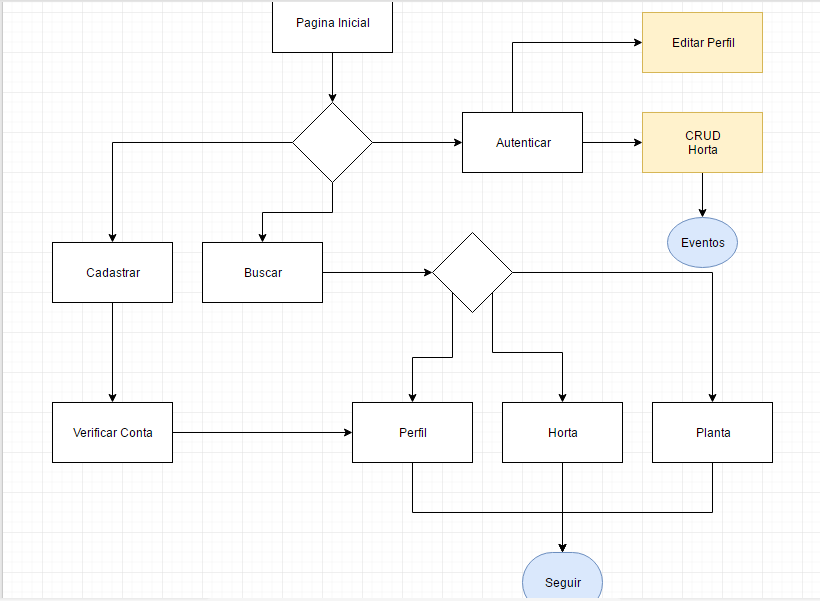 Pagina Inicial
Editar Perfil
Autenticar
CRUD
Horta
Eventos
Cadastrar
Buscar
Verificar Conta
Perfil
Horta
Planta
Seguir